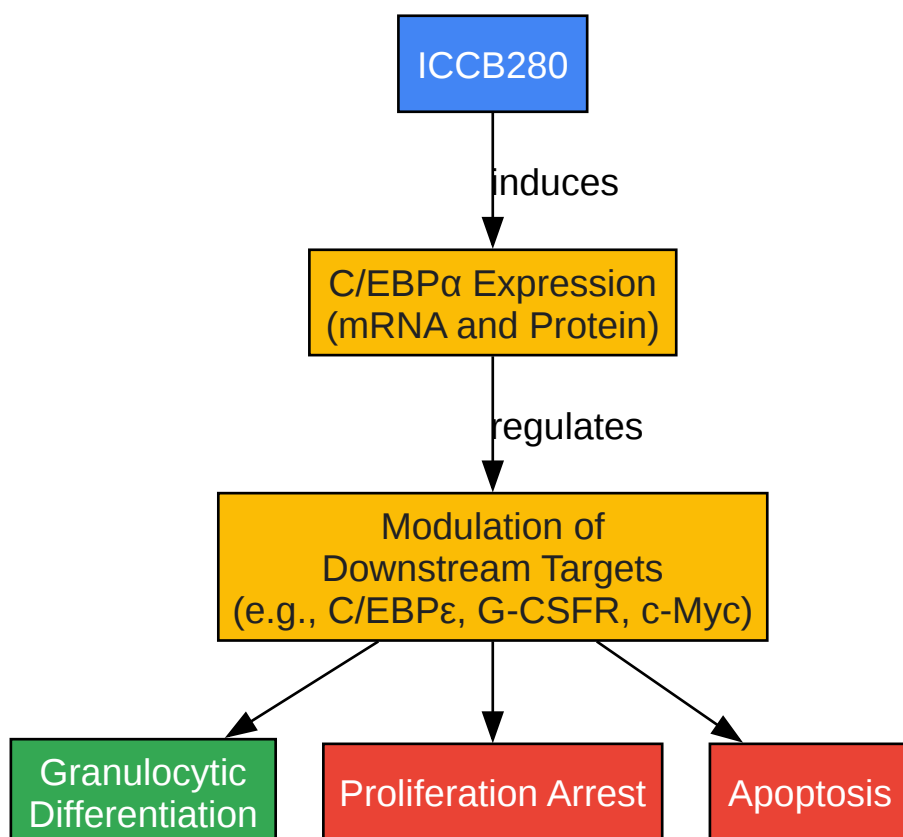 ICCB280
induces
C/EBPα Expression
(mRNA and Protein)
regulates
Modulation of
Downstream Targets
(e.g., C/EBPε, G-CSFR, c-Myc)
Granulocytic
Differentiation
Proliferation Arrest
Apoptosis